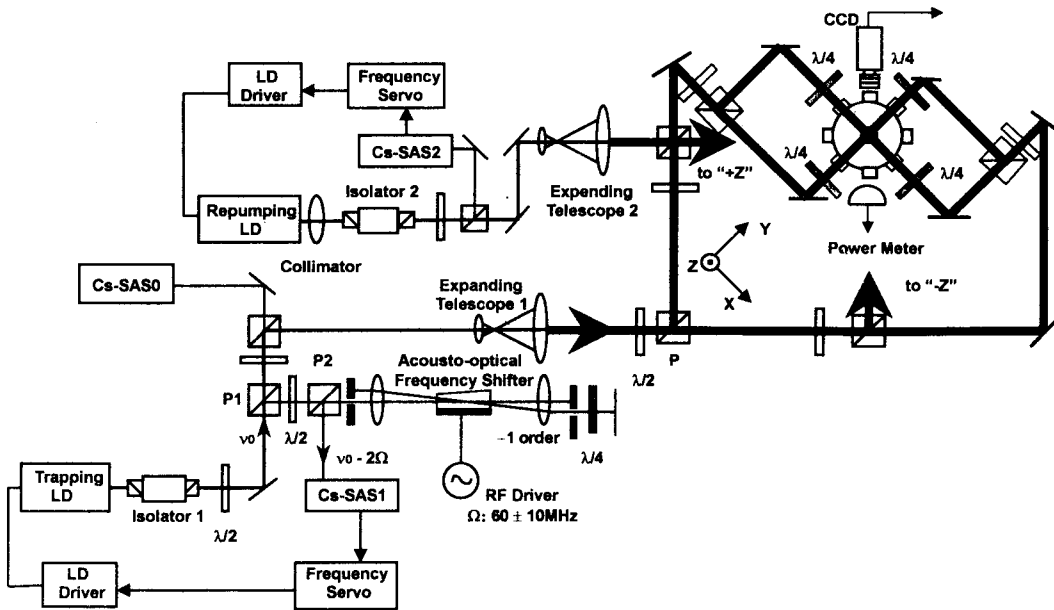 CCD
λ/4
λ/4
LD
Driver
Frequency
Servo
Cs-SAS2
to "+Z"
λ/4
λ/4
Isolator 2
Expending
Telescope 2
Repumping
LD
Power Meter
Y
Z
X
Collimator
Cs-SAS0
Expanding
Telescope 1
to "-Z"
P2
Acousto-optical
Frequency Shifter
λ/2
P
P1
ν0
λ/2
−1 order
λ/4
ν0 - 2Ω
Trapping
LD
Isolator 1
λ/2
Cs-SAS1
RF Driver
Ω: 60 ± 10MHz
LD
Driver
Frequency
Servo